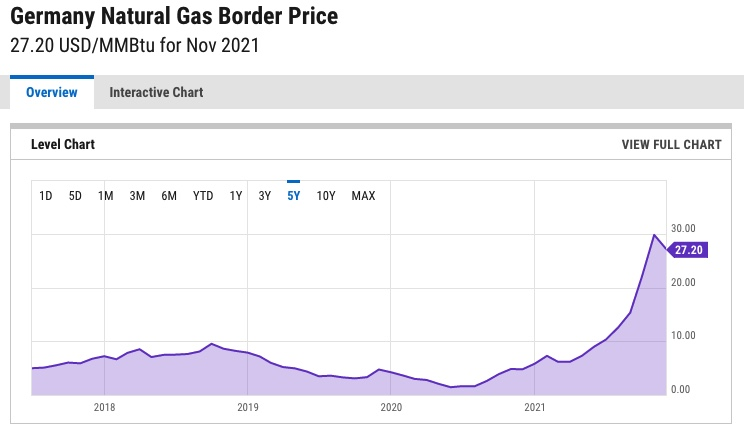 Germany Natural Gas Border Price
27.20 USD/MMBtu for Nov 2021
Overview Interactive Chart
Level Chart VIEW FULL CHART
1D 5D 1M 3M 6M YTD 1Y 3Y 5Y 10Y MAX
30.00
27.20
20.00
10.00
0.00
2018 2019 2020 2021